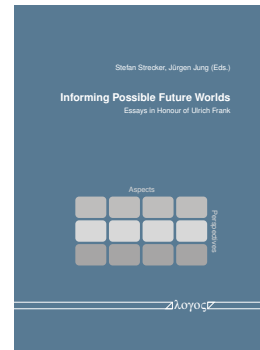 Stefan Strecker, Jürgen Jung (Eds.)
Informing Possible Future Worlds
Essays in Honour of Ulrich Frank
Aspects
Perspectives
λογος